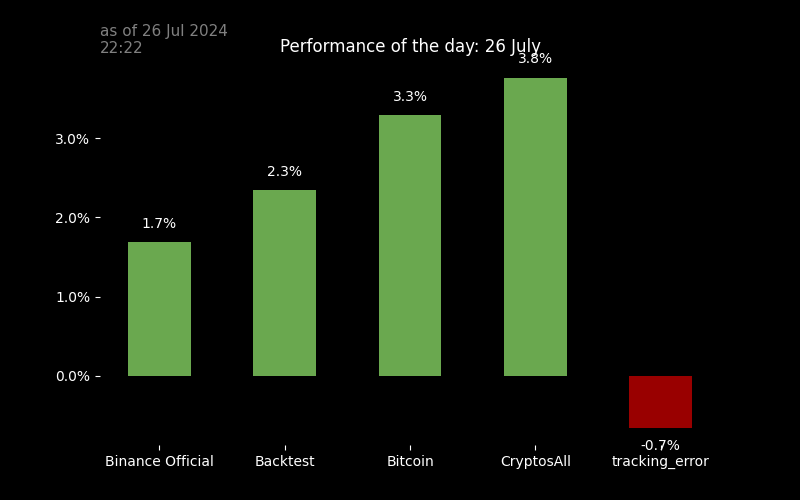 as of 26 Jul 2024
22:22
Performance of the day: 26 July
3.8%
3.3%
3.0%
2.3%
2.0%
1.7%
1.0%
0.0%
-0.7%
Binance Official
Backtest
Bitcoin
CryptosAll
tracking_error